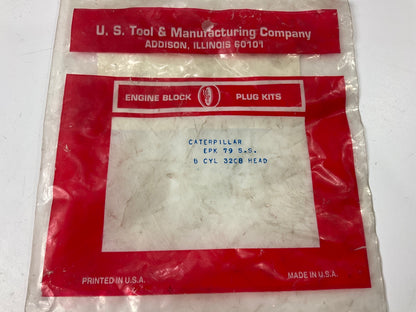 U. S. Tool & Manufacturing Company
ADDISON, ILLINOIS 60101
ENGINE BLOCK PLUG KITS
CATERPILLAR
EPK 79 S.S.
CYL 3208 HEAD
PRINTED IN U.S.A. MADE IN U.S.A.